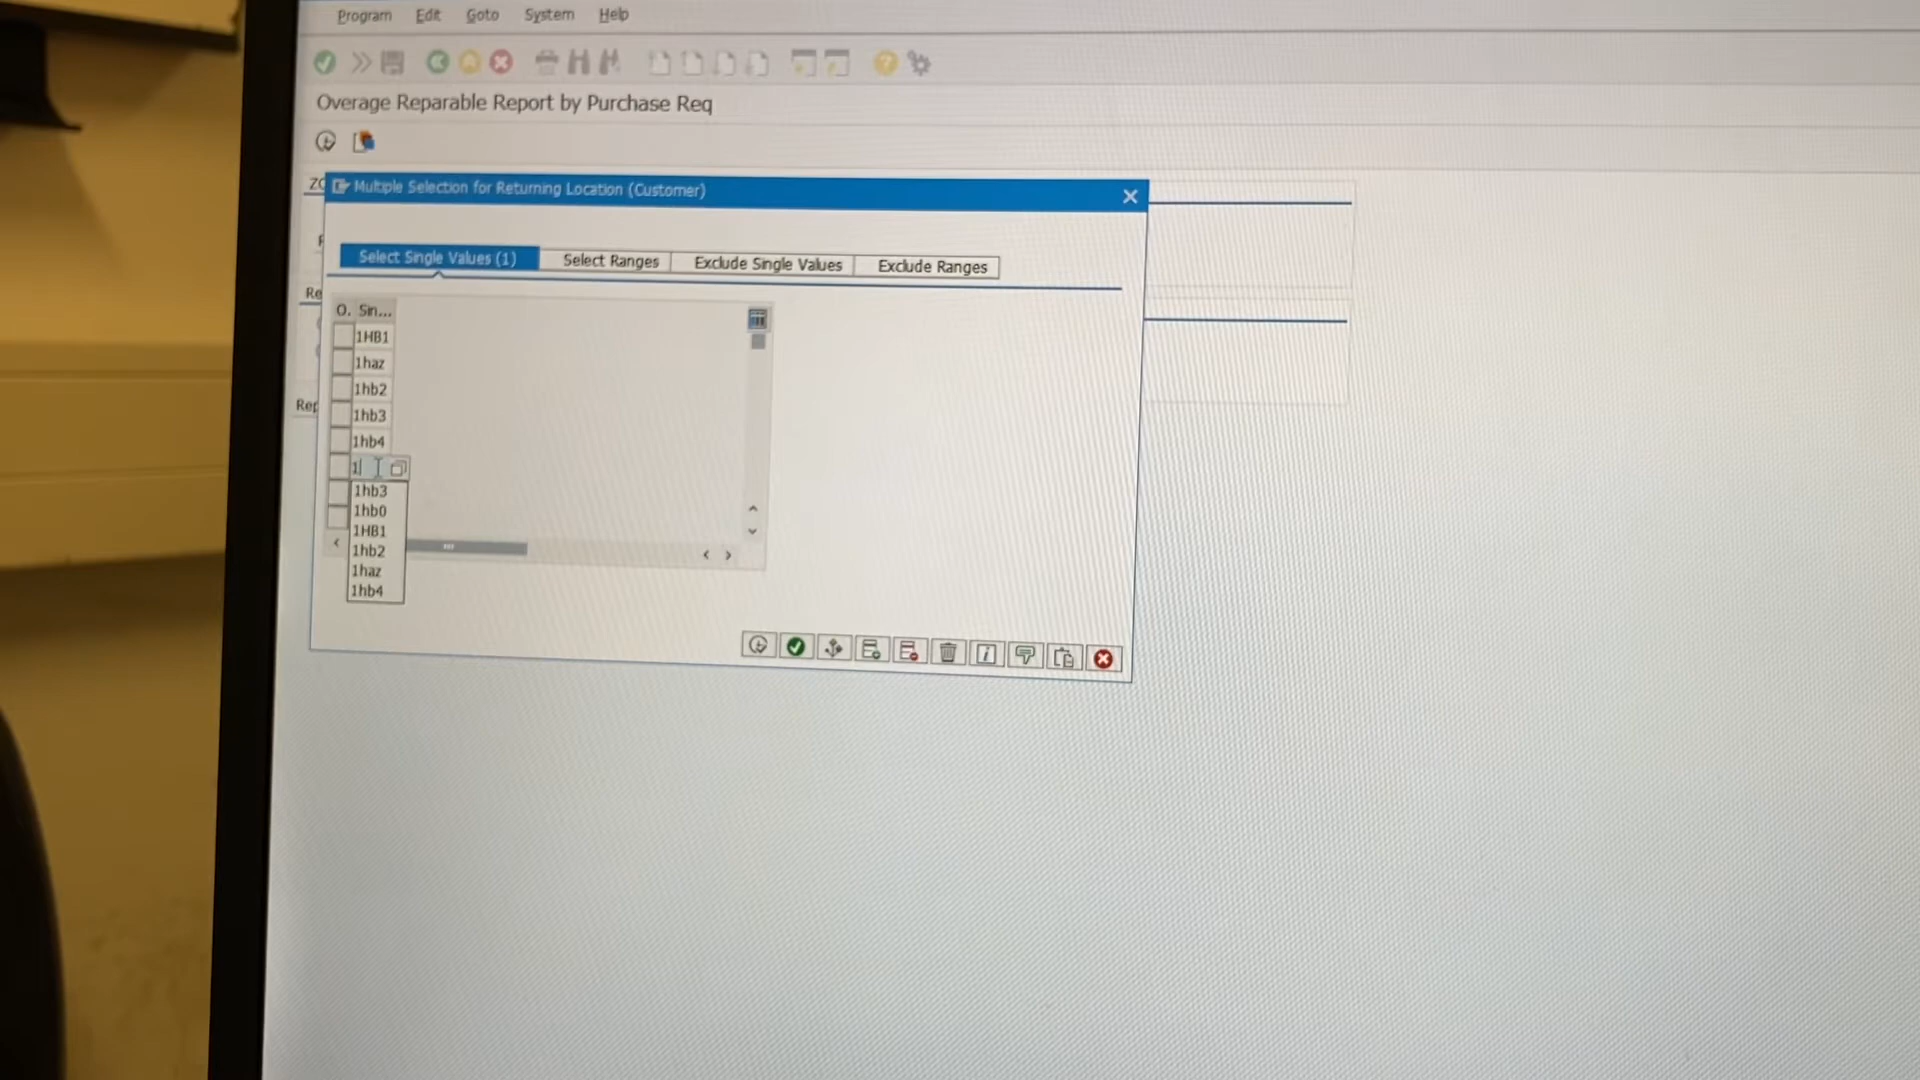 Program Edit Goto System Help
Overage Reparable Report by Purchase Req
Multiple Selection for Returning Location (Customer)
Select Single Values (1) Select Ranges Exclude Single Values Exclude Ranges
Re
O. Sin...
1HB1
1haz
1hb2
1hb3
Rep
1hb4
1
1hb3
1hb0
1HB1
1hb2
1haz
1hb4